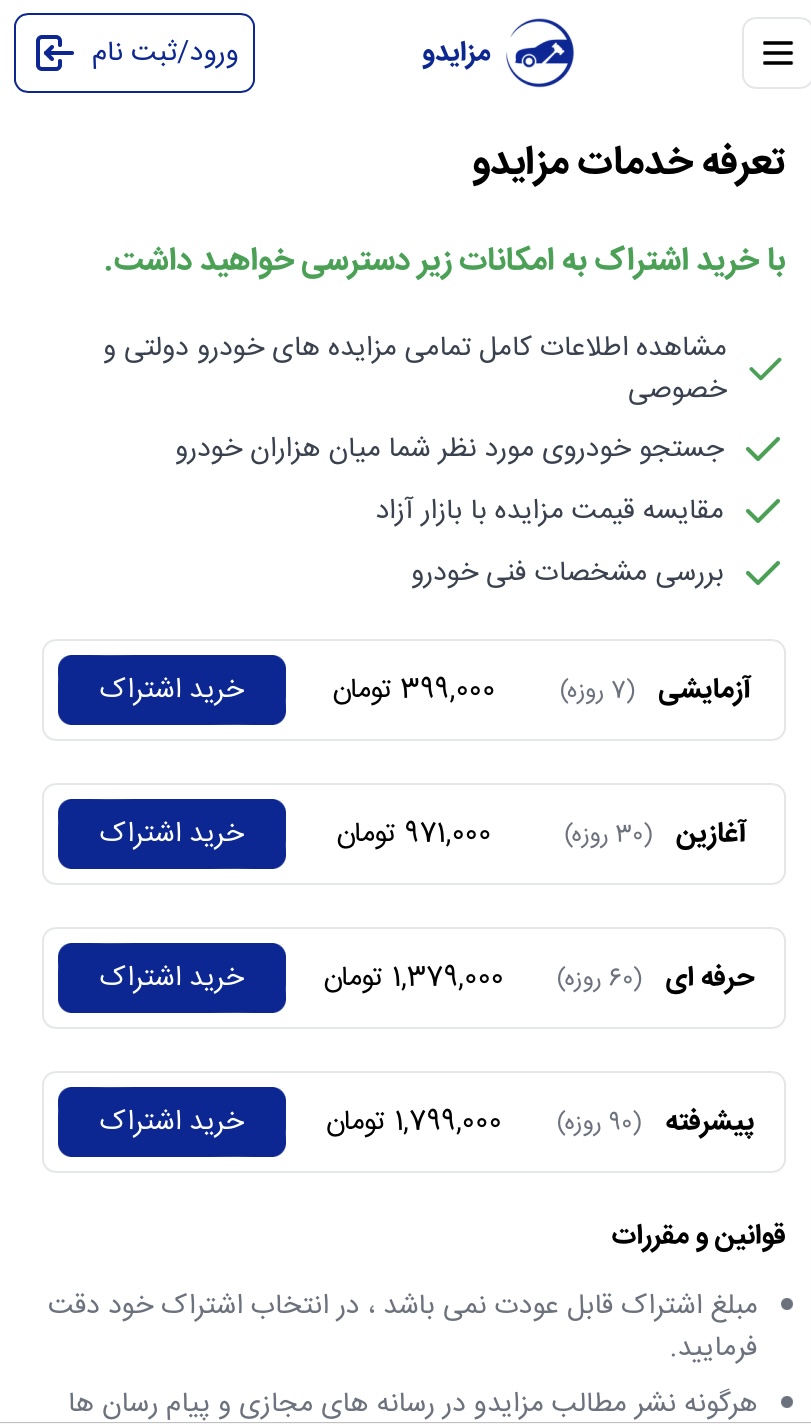 مزایدو
ورود/ثبت نام
تعرفه خدمات مزایدو
با خرید اشتراک به امکانات زیر دسترسی خواهید داشت.
مشاهده اطلاعات کامل تمامی مزایده های خودرو دولتی و
خصوصی
جستجو خودروی مورد نظر شما میان هزاران خودرو
مقایسه قیمت مزایده با بازار آزاد
بررسی مشخصات فنی خودرو
آزمایشی (۷ روزه) ۳۹۹,۰۰۰ تومان خرید اشتراک
آغازین (۳۰ روزه) ۹۷۱,۰۰۰ تومان خرید اشتراک
حرفه ای (۶۰ روزه) ۱,۳۷۹,۰۰۰ تومان خرید اشتراک
پیشرفته (۹۰ روزه) ۱,۷۹۹,۰۰۰ تومان خرید اشتراک
قوانین و مقررات
مبلغ اشتراک قابل عودت نمی باشد ، در انتخاب اشتراک خود دقت
فرمایید.
هرگونه نشر مطالب مزایدو در رسانه های مجازی و پیام رسان ها